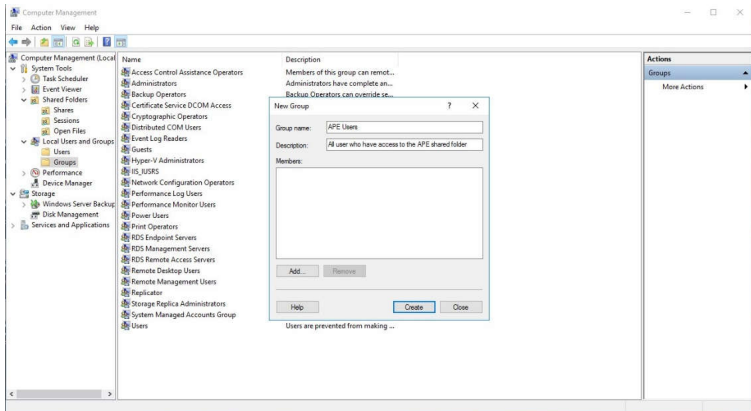 Computer Management
File Action View Help
Computer Management (Local
System Tools
Task Scheduler
Event Viewer
Shared Folders
Shares
Sessions
Open Files
Local Users and Groups
Users
Groups
Performance
Device Manager
Storage
Windows Server Backup
Disk Management
Services and Applications
Name Description
Access Control Assistance Operators Members of this group can remot...
Administrators Administrators have complete an...
Backup Operators Backup Operators can override se...
Certificate Service DCOM Access
Cryptographic Operators
Distributed COM Users
Event Log Readers
Guests
Hyper-V Administrators
IIS_IUSRS
Network Configuration Operators
Performance Log Users
Performance Monitor Users
Power Users
Print Operators
RDS Endpoint Servers
RDS Management Servers
RDS Remote Access Servers
Remote Desktop Users
Remote Management Users
Replicator
Storage Replica Administrators
System Managed Accounts Group
Users Users are prevented from making ...
New Group
Group name: APE Users
Description: All user who have access to the APE shared folder
Members:
Add... Remove
Help Create Close
Actions
Groups
More Actions